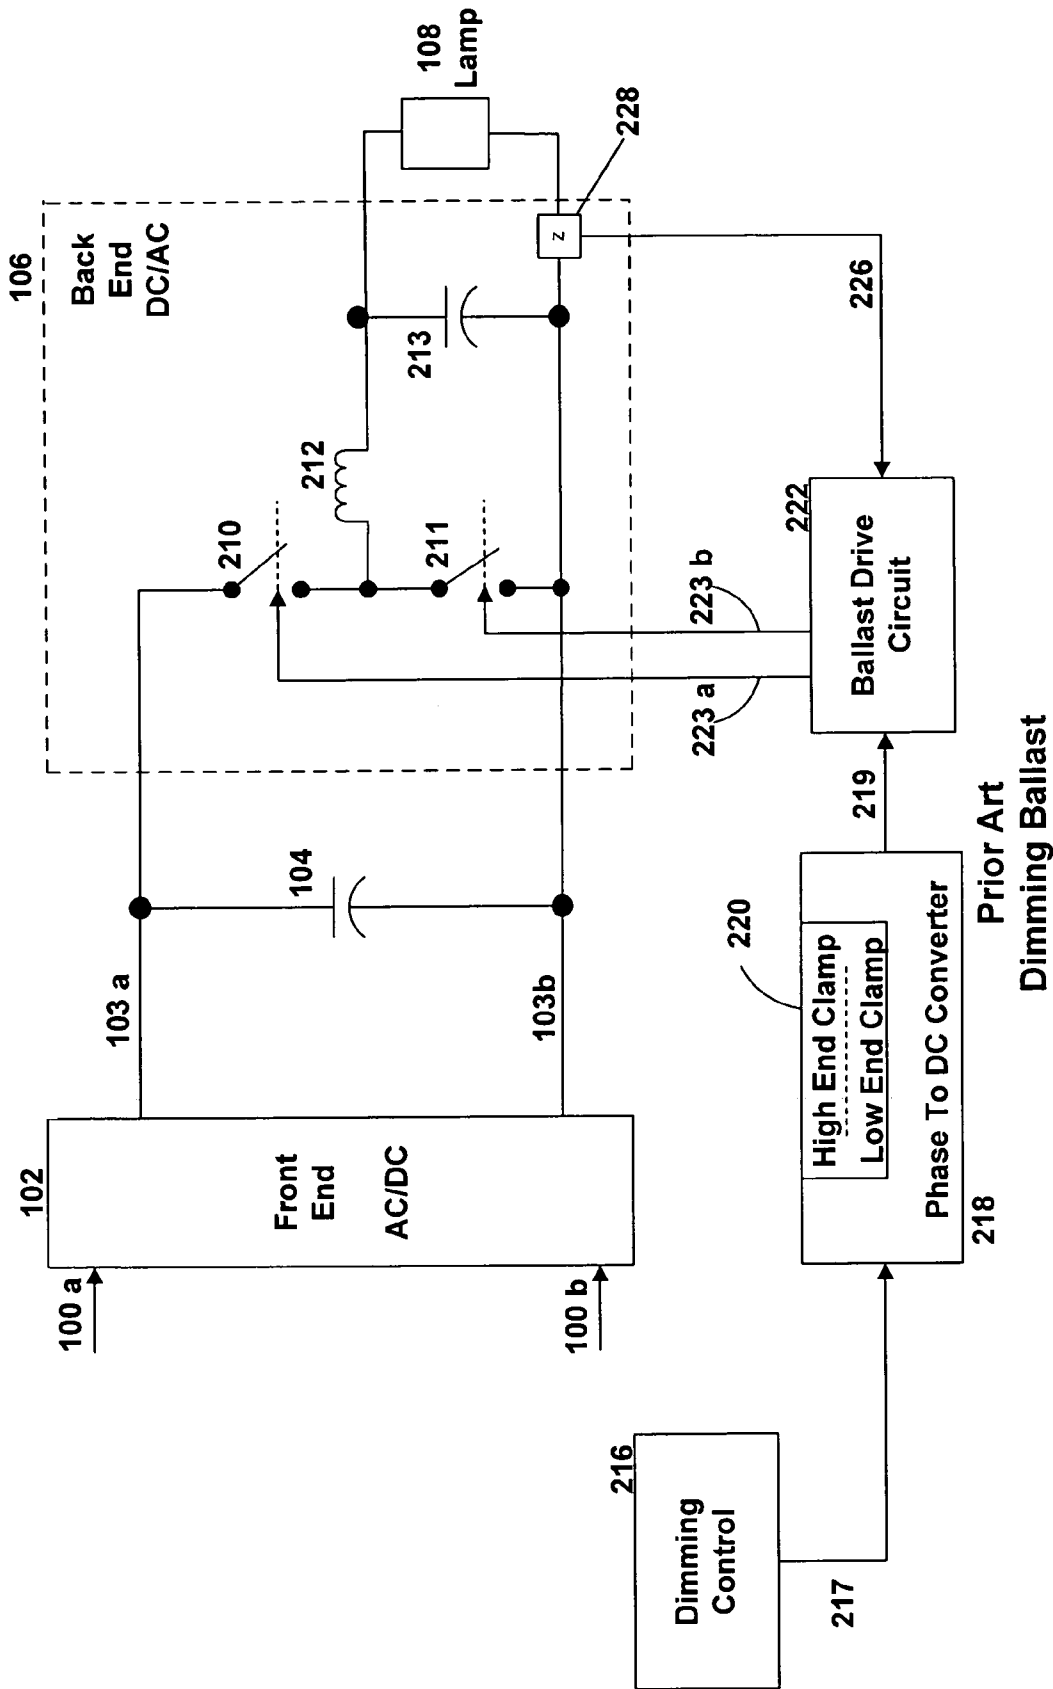 106
Back
End
DC/AC
108
Lamp
102
Front
End
AC/DC
100 a
100 b
103 a
103b
104
210
211
212
213
Z
228
226
223 a
223 b
222
Ballast Drive
Circuit
219
220
High End Clamp
Low End Clamp
Phase To DC Converter
218
216
Dimming
Control
217
Prior Art
Dimming Ballast